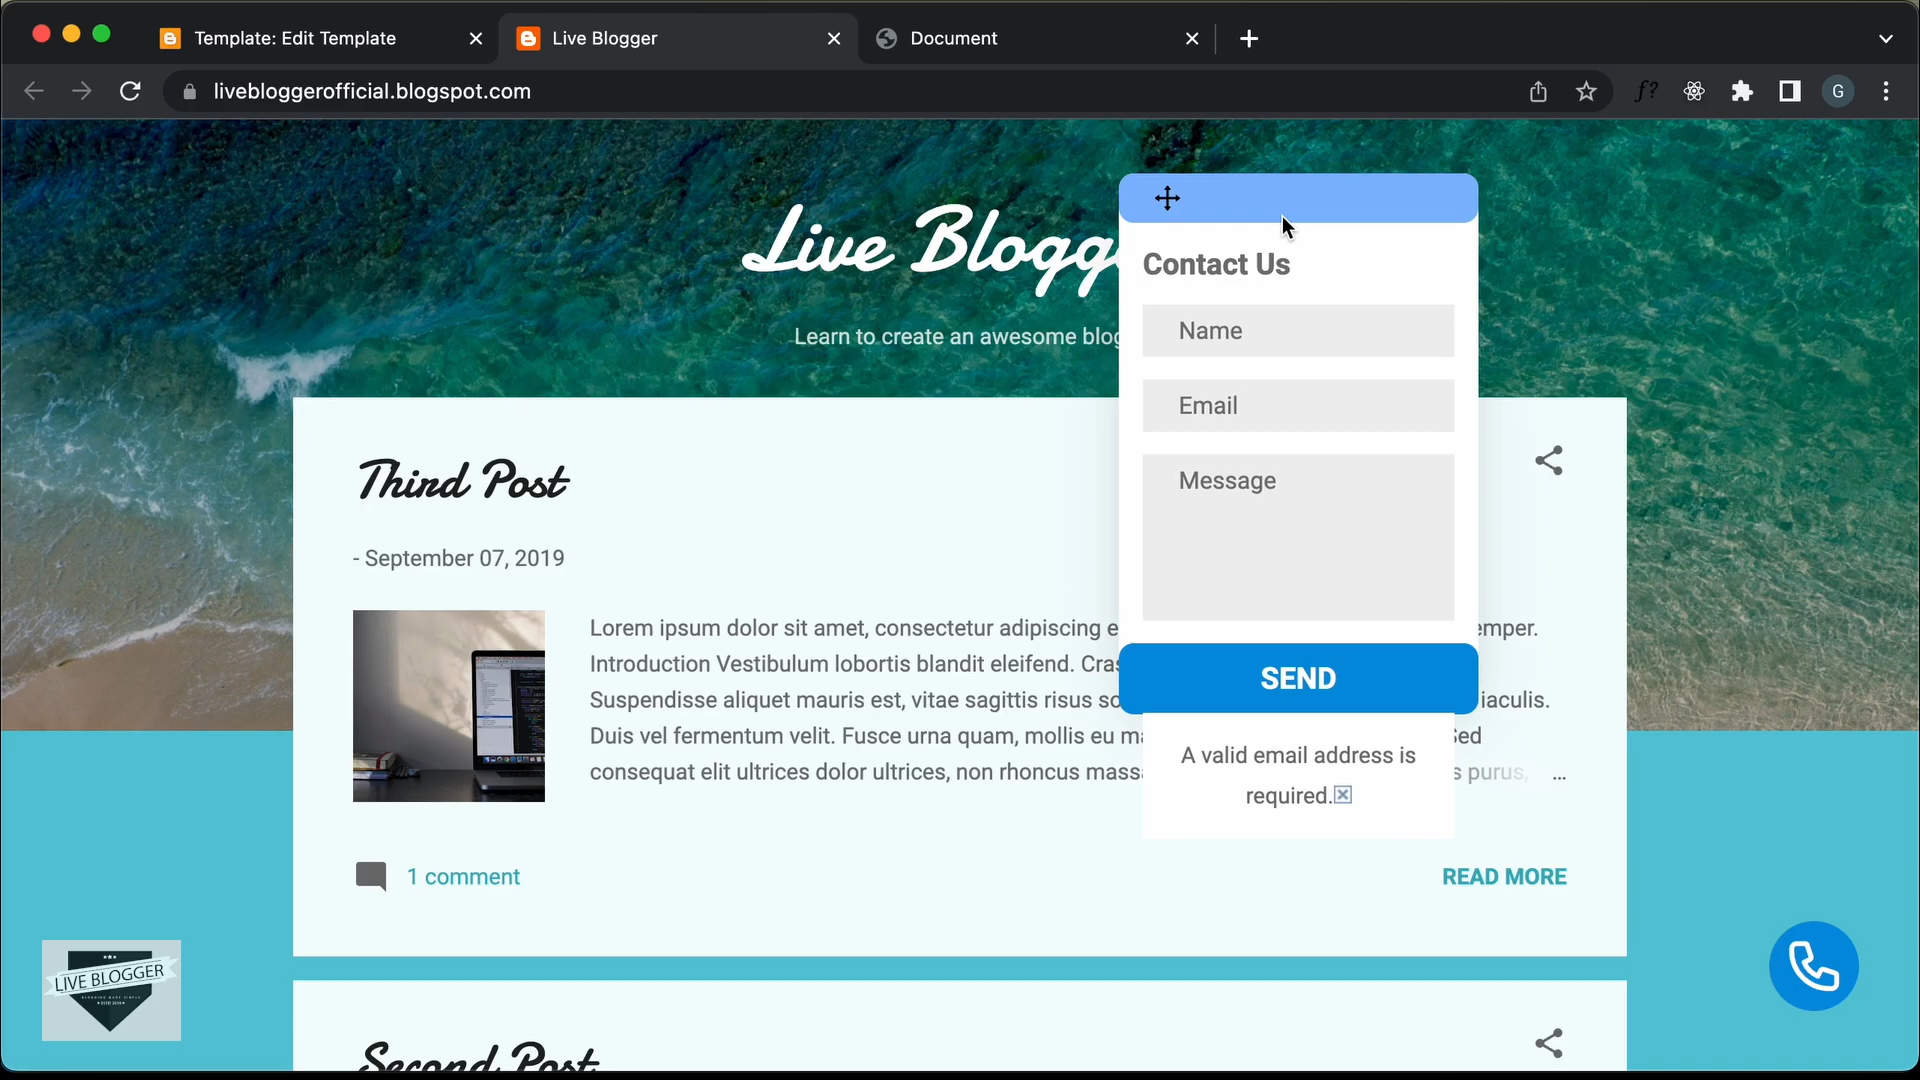 Template: Edit Template
Live Blogger
Document
livebloggerofficial.blogspot.com
f?
G
Live Blogg
Learn to create an awesome blog
Contact Us
Name
Email
Message
SEND
A valid email address is
required.
Third Post
- September 07, 2019
Lorem ipsum dolor sit amet, consectetur adipiscing e emper.
Introduction Vestibulum lobortis blandit eleifend. Cras
Suspendisse aliquet mauris est, vitae sagittis risus so iaculis.
Duis vel fermentum velit. Fusce urna quam, mollis eu ma Sed
consequat elit ultrices dolor ultrices, non rhoncus massa s purus, ...
1 comment
READ MORE
LIVE BLOGGER
Second Post